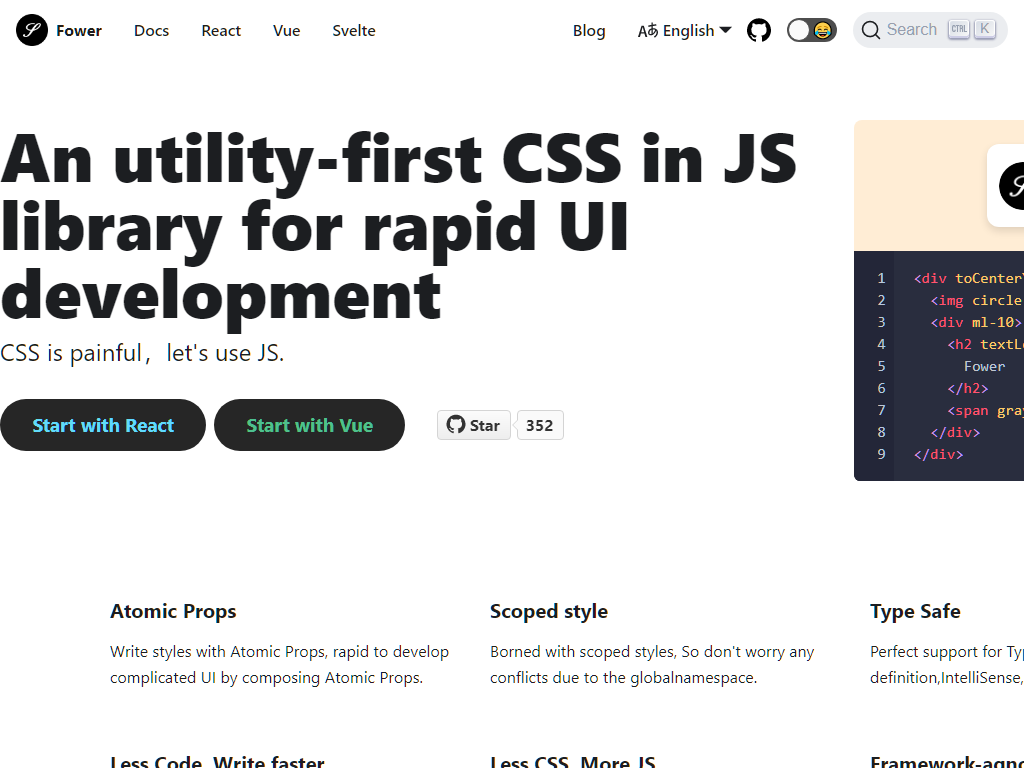 Fower
Docs
React
Vue
Svelte
Blog
Aあ English
Search
CTRL
K
An utility-first CSS in JS
library for rapid UI
development
CSS is painful，let's use JS.
Start with React
Start with Vue
Star
352
1 <div toCenter
2 <img circle
3 <div ml-10>
4 <h2
5 Fower
6 </h2>
7 <span
8 </div>
9 </div>
Atomic Props
Write styles with Atomic Props, rapid to develop
complicated UI by composing Atomic Props.
Scoped style
Borned with scoped styles, So don't worry any
conflicts due to the globalnamespace.
Type Safe
Perfect support for
definition,IntelliSense,
Less Code, Write faster
Less CSS, More JS